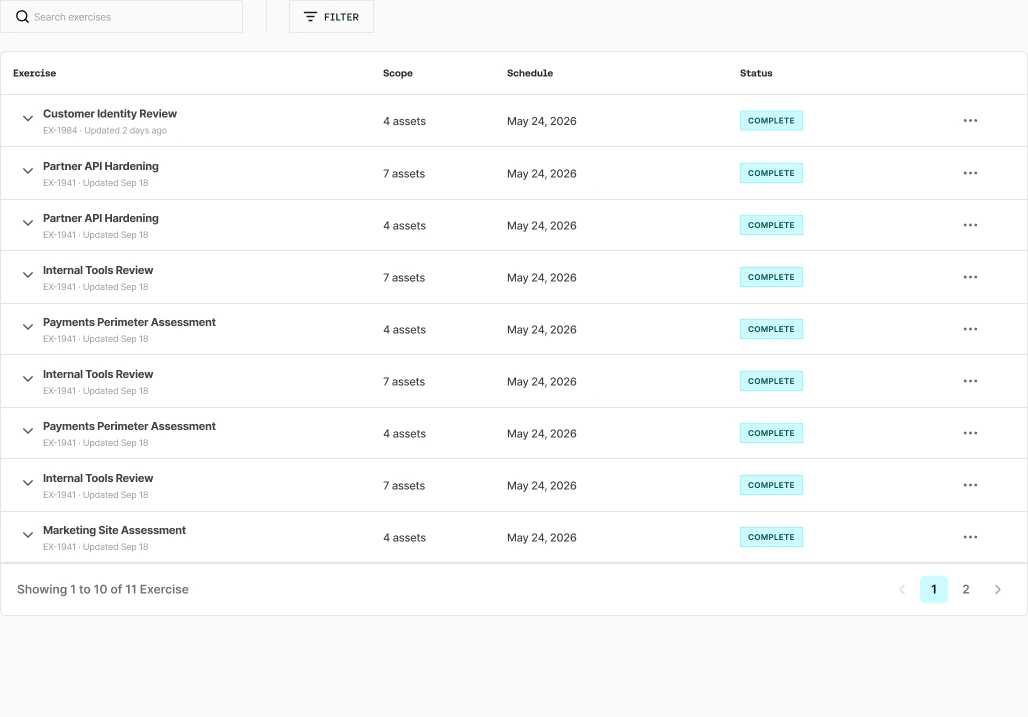 Search exercises
FILTER
Exercise Scope Schedule Status
Customer Identity Review
EX-1984 · Updated 2 days ago
4 assets May 24, 2026 COMPLETE
Partner API Hardening
EX-1941 · Updated Sep 18
7 assets May 24, 2026 COMPLETE
Partner API Hardening
EX-1941 · Updated Sep 18
4 assets May 24, 2026 COMPLETE
Internal Tools Review
EX-1941 · Updated Sep 18
7 assets May 24, 2026 COMPLETE
Payments Perimeter Assessment
EX-1941 · Updated Sep 18
4 assets May 24, 2026 COMPLETE
Internal Tools Review
EX-1941 · Updated Sep 18
7 assets May 24, 2026 COMPLETE
Payments Perimeter Assessment
EX-1941 · Updated Sep 18
4 assets May 24, 2026 COMPLETE
Internal Tools Review
EX-1941 · Updated Sep 18
7 assets May 24, 2026 COMPLETE
Marketing Site Assessment
EX-1941 · Updated Sep 18
4 assets May 24, 2026 COMPLETE
Showing 1 to 10 of 11 Exercise
1 2